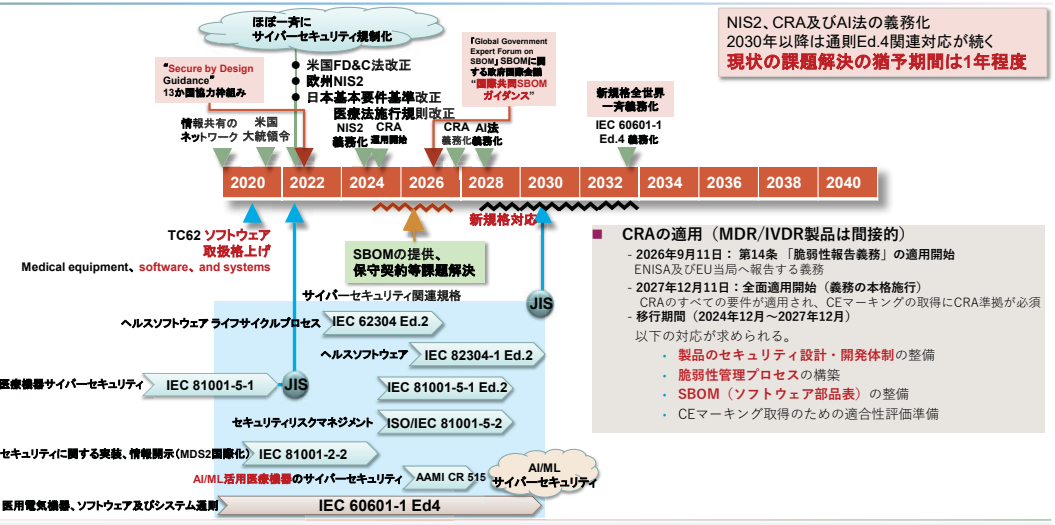 ほぼ一斉に
サイバーセキュリティ規制化
NIS2、CRA及びAI法の義務化
2030年以降は通則Ed.4関連対応が続く
現状の課題解決の猶予期間は1年程度
"Secure by Design
Guidance"
13か国協力枠組み
米国FD&C法改正
欧州NIS2
日本基本要件基準改正
医療法施行規則改正
「Global Government
Expert Forum on
SBOM」SBOMに関
する政府国際会議
"国際共同SBOM
ガイダンス"
新規格全世界
一斉義務化
IEC 60601-1
Ed.4 義務化
情報共有の
ネットワーク
米国
大統領令
NIS2
義務化
CRA
運用開始
CRA
義務化
AI法
義務化
2020 2022 2024 2026 2028 2030 2032 2034 2036 2038 2040
新規格対応
TC62 ソフトウェア
取扱格上げ
Medical equipment、software、and systems
SBOMの提供、
保守契約等課題解決
■ CRAの適用（MDR/IVDR製品は間接的）
- 2026年9月11日： 第14条 「脆弱性報告義務」の適用開始
ENISA及びEU当局へ報告する義務
- 2027年12月11日：全面適用開始（義務の本格施行）
CRAのすべての要件が適用され、CEマーキングの取得にCRA準拠が必須
- 移行期間（2024年12月～2027年12月）
以下の対応が求められる。
• 製品のセキュリティ設計・開発体制の整備
• 脆弱性管理プロセスの構築
• SBOM（ソフトウェア部品表）の整備
• CEマーキング取得のための適合性評価準備
サイバーセキュリティ関連規格
JIS
ヘルスソフトウェア ライフサイクルプロセス IEC 62304 Ed.2
ヘルスソフトウェア IEC 82304-1 Ed.2
医療機器サイバーセキュリティ IEC 81001-5-1 JIS IEC 81001-5-1 Ed.2
セキュリティリスクマネジメント ISO/IEC 81001-5-2
セキュリティに関する実装、情報開示（MDS2国際化） IEC 81001-2-2
AI/ML活用医療機器のサイバーセキュリティ AAMI CR 515
AI/ML
サイバーセキュリティ
医用電気機器、ソフトウェア及びシステム通則 IEC 60601-1 Ed4